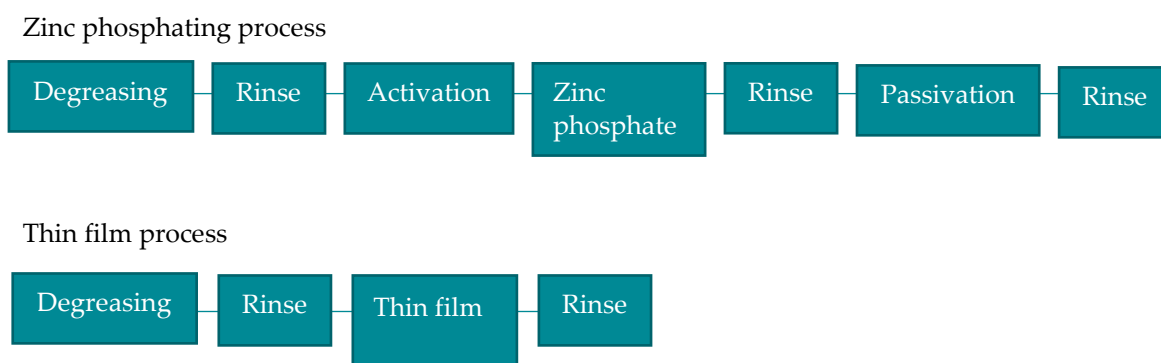 Zinc phosphating process
Degreasing
Rinse
Activation
Zinc
phosphate
Rinse
Passivation
Rinse
Thin film process
Degreasing
Rinse
Thin film
Rinse